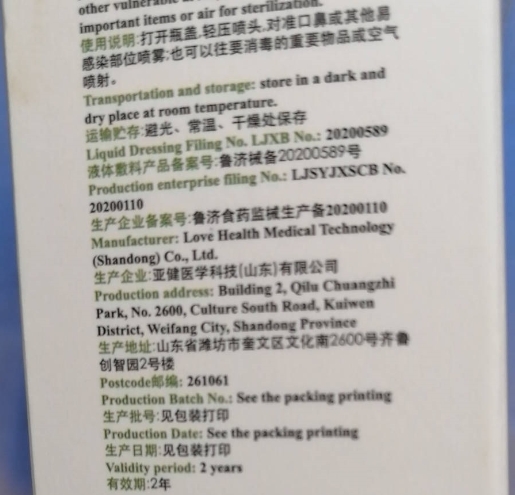 other vulnerable
important items or air for sterilization.
使用说明:打开瓶盖,轻压喷头,对准口鼻或其他易
感染部位喷雾;也可以往要消毒的重要物品或空气
喷射。
Transportation and storage: store in a dark and
dry place at room temperature.
运输贮存:避光、常温、干燥处保存
Liquid Dressing Filing No. LJXB No.: 20200589
液体敷料产品备案号:鲁济械备20200589号
Production enterprise filing No.: LJSYJXSCB No.
20200110
生产企业备案号:鲁济食药监械生产备20200110
Manufacturer: Love Health Medical Technology
(Shandong) Co., Ltd.
生产企业:亚健医学科技(山东)有限公司
Production address: Building 2, Qilu Chuangzhi
Park, No. 2600, Culture South Road, Kuiwen
District, Weifang City, Shandong Province
生产地址:山东省潍坊市奎文区文化南2600号齐鲁
创智园2号楼
Postcode邮编: 261061
Production Batch No.: See the packing printing
生产批号:见包装打印
Production Date: See the packing printing
生产日期:见包装打印
Validity period: 2 years
有效期:2年